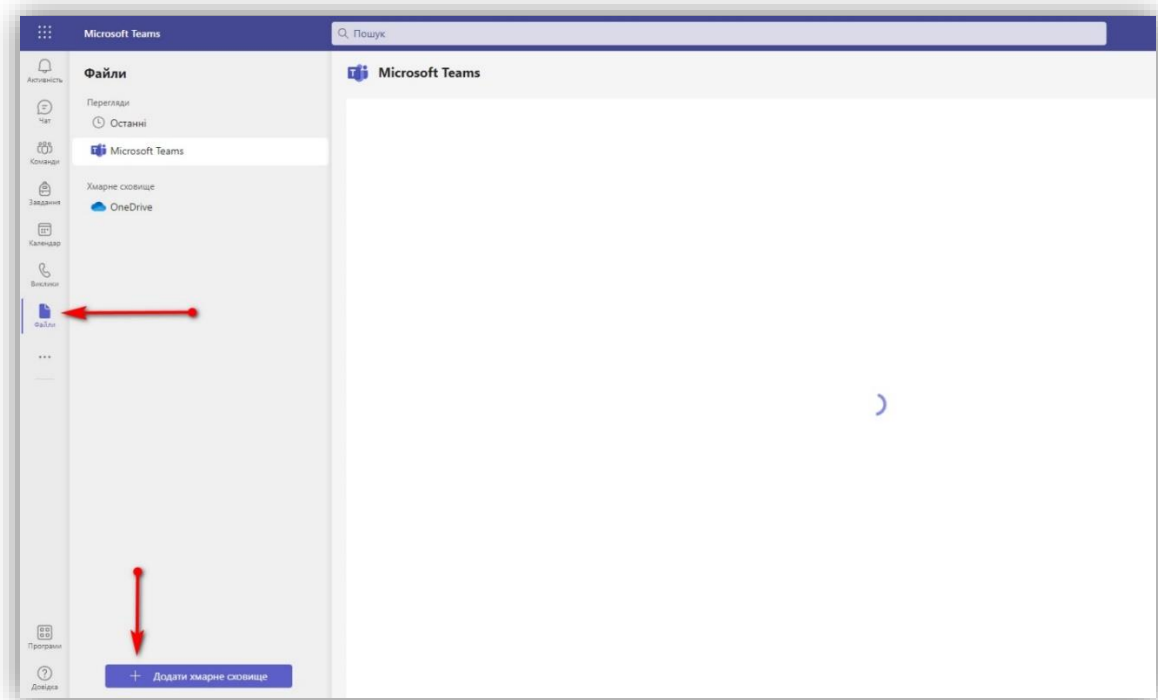 Microsoft Teams
Пошук
Активність
Чат
Команди
Завдання
Календар
Виклики
Файли
Програми
Довідка
Файли
Перегляди
Останні
Microsoft Teams
Хмарне сховище
OneDrive
+ Додати хмарне сховище
Microsoft Teams